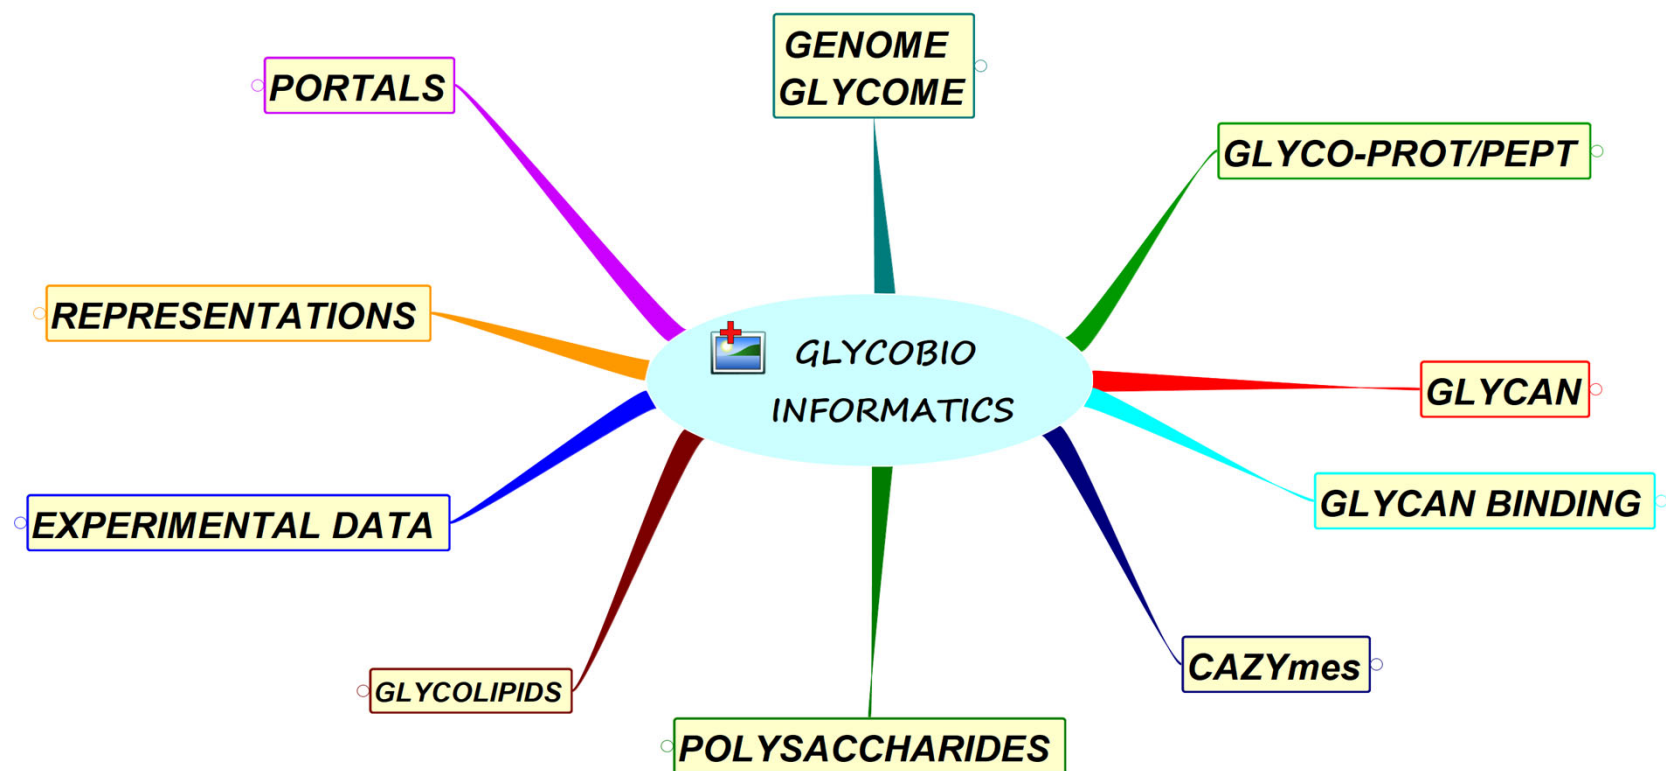 GENOME
GLYCOME
PORTALS
GLYCO-PROT/PEPT
REPRESENTATIONS
GLYCOBIO
INFORMATICS
GLYCAN
GLYCAN BINDING
EXPERIMENTAL DATA
CAZYmes
GLYCOLIPIDS
POLYSACCHARIDES